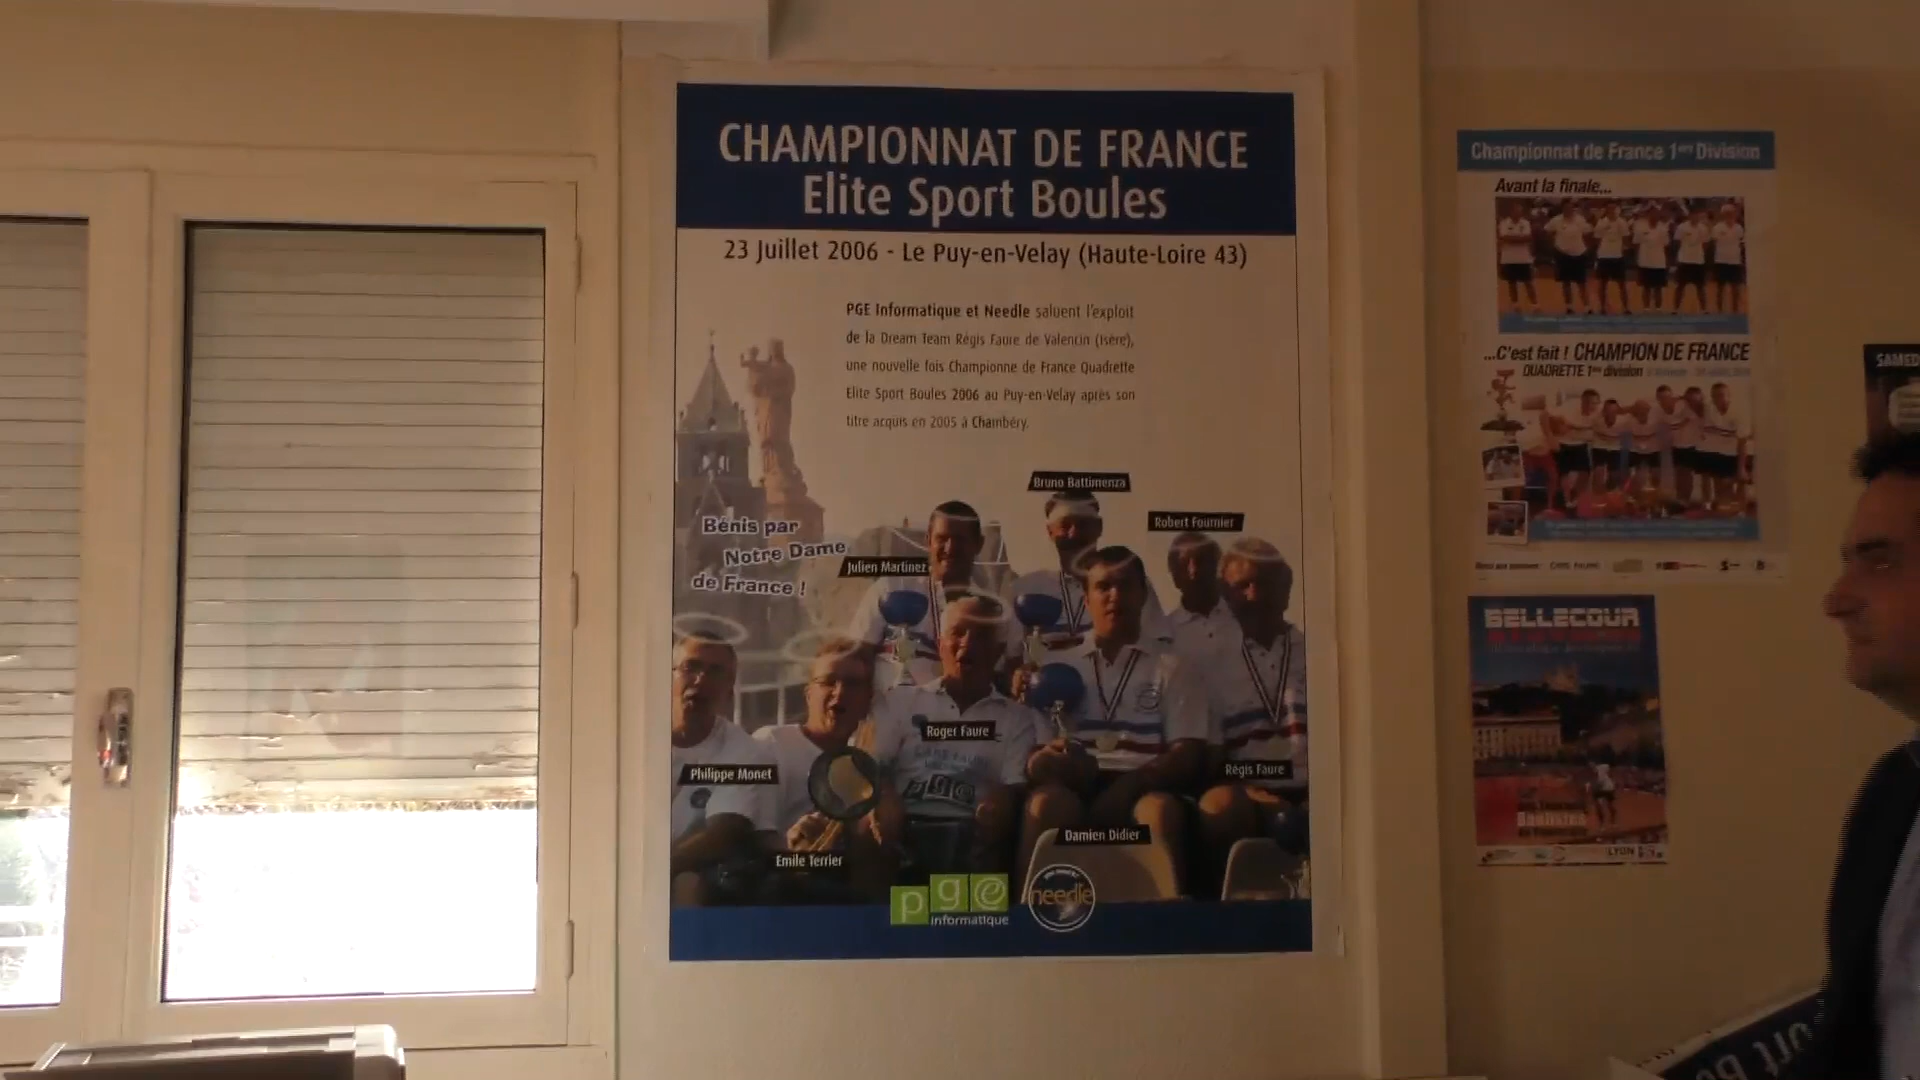 CHAMPIONNAT DE FRANCE
Elite Sport Boules
23 Juillet 2006 - Le Puy-en-Velay (Haute-Loire 43)
PGE Informatique et Needle saluent l'exploit
de la Dream Team Régis Faure de Valencin (Isère),
une nouvelle fois Championne de France Quadrette
Elite Sport Boules 2006 au Puy-en-Velay après son
titre acquis en 2005 à Chambéry.
Bénis par
Notre Dame
de France !
Bruno Battimenza
Robert Fournier
Julien Martinez
Roger Faure
Philippe Monet
Régis Faure
Damien Didier
Emile Terrier
pge
informatique
needle
Championnat de France 1ère Division
Avant la finale...
...C'est fait ! CHAMPION DE FRANCE
QUADRETTE 1ère division
BELLECOUR
LYON
SAMED